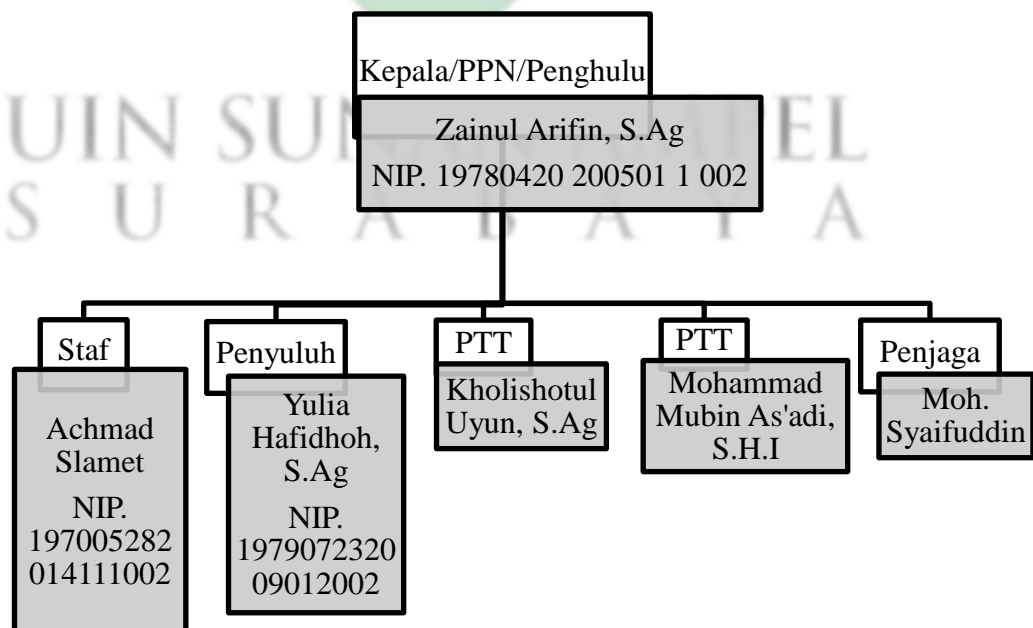 Kepala/PPN/Penghulu
Zainul Arifin, S.Ag
NIP. 19780420 200501 1 002
UIN SUNAN AMPEL
S U R A B A Y A
Staf
Achmad
Slamet
NIP.
197005282
014111002
Penyuluh
Yulia
Hafidhoh,
S.Ag
NIP.
1979072320
09012002
PTT
Kholishotul
Uyun, S.Ag
PTT
Mohammad
Mubin As'adi,
S.H.I
Penjaga
Moh.
Syaifuddin